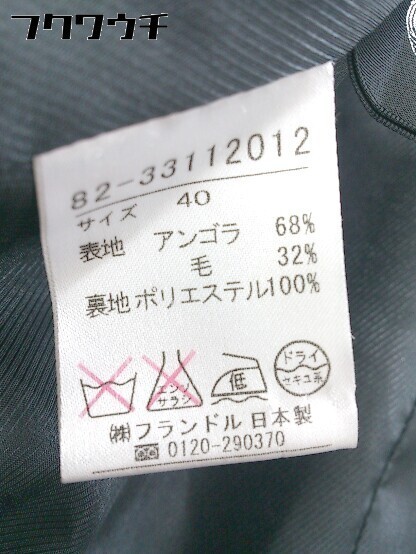 フクワウチ
82-33112012
サイズ 40
表地 アンゴラ 68%
毛 32%
裏地 ポリエステル100%
エンソ サラシ 低 ドライ セキユ系
㈱フランドル 日本製
0120-290370